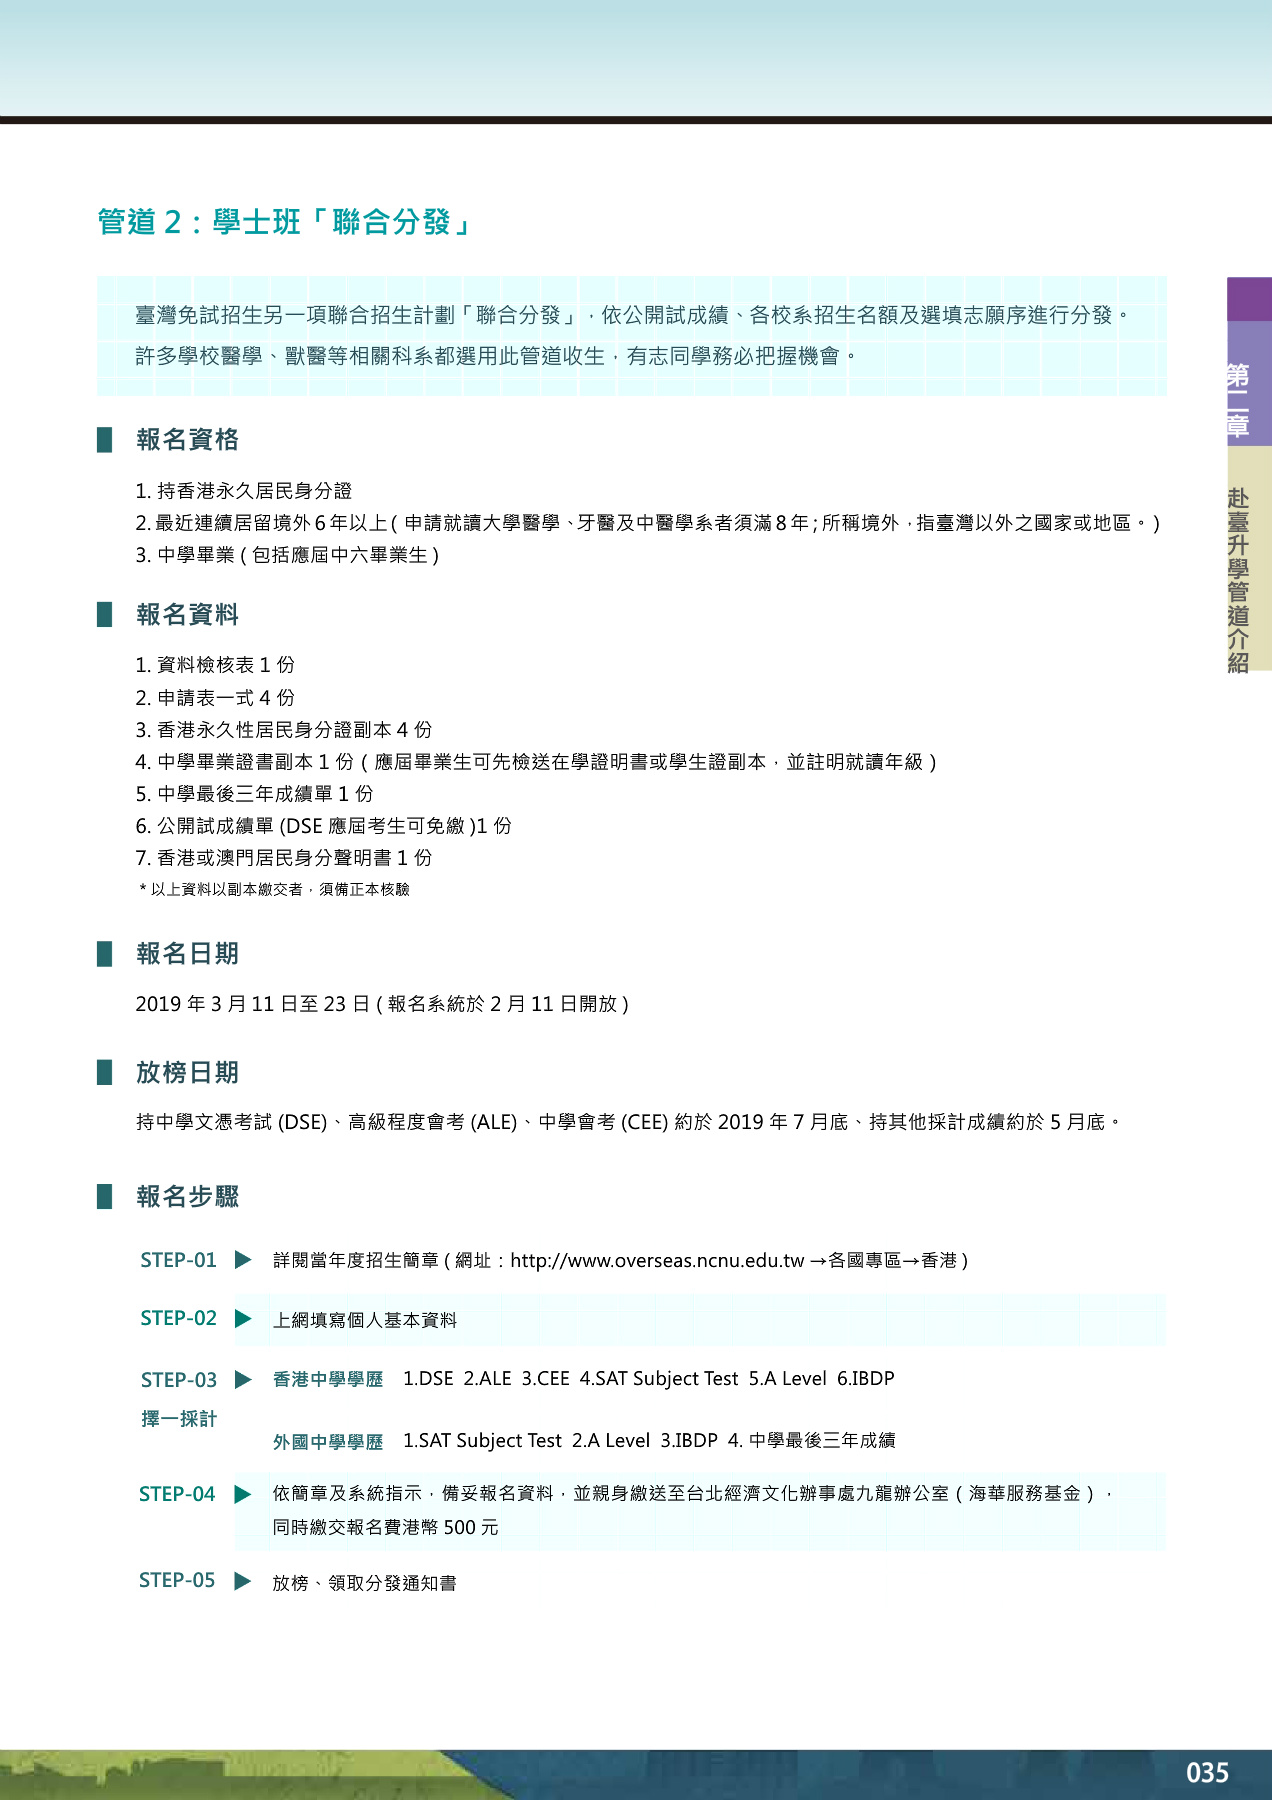 管道 2：學士班「聯合分發」
臺灣免試招生另一項聯合招生計劃「聯合分發」，依公開試成績、各校系招生名額及選填志願序進行分發。
許多學校醫學、獸醫等相關科系都選用此管道收生，有志同學務必把握機會。
第二章
赴臺升學管道介紹
報名資格
1. 持香港永久居民身分證
2. 最近連續居留境外 6 年以上 ( 申請就讀大學醫學、牙醫及中醫學系者須滿 8 年 ; 所稱境外，指臺灣以外之國家或地區。)
3. 中學畢業 ( 包括應屆中六畢業生 )
報名資料
1. 資料檢核表 1 份
2. 申請表一式 4 份
3. 香港永久性居民身分證副本 4 份
4. 中學畢業證書副本 1 份 ( 應屆畢業生可先檢送在學證明書或學生證副本，並註明就讀年級 )
5. 中學最後三年成績單 1 份
6. 公開試成績單 (DSE 應屆考生可免繳 )1 份
7. 香港或澳門居民身分聲明書 1 份
* 以上資料以副本繳交者，須備正本核驗
報名日期
2019 年 3 月 11 日至 23 日 ( 報名系統於 2 月 11 日開放 )
放榜日期
持中學文憑考試 (DSE)、高級程度會考 (ALE)、中學會考 (CEE) 約於 2019 年 7 月底、持其他採計成績約於 5 月底。
報名步驟
STEP-01 ▶ 詳閱當年度招生簡章 ( 網址：http://www.overseas.ncnu.edu.tw →各國專區→香港 )
STEP-02 ▶ 上網填寫個人基本資料
STEP-03 ▶ 香港中學學歷 1.DSE 2.ALE 3.CEE 4.SAT Subject Test 5.A Level 6.IBDP
擇一採計
外國中學學歷 1.SAT Subject Test 2.A Level 3.IBDP 4. 中學最後三年成績
STEP-04 ▶ 依簡章及系統指示，備妥報名資料，並親身繳送至台北經濟文化辦事處九龍辦公室 ( 海華服務基金 )，
同時繳交報名費港幣 500 元
STEP-05 ▶ 放榜、領取分發通知書
035